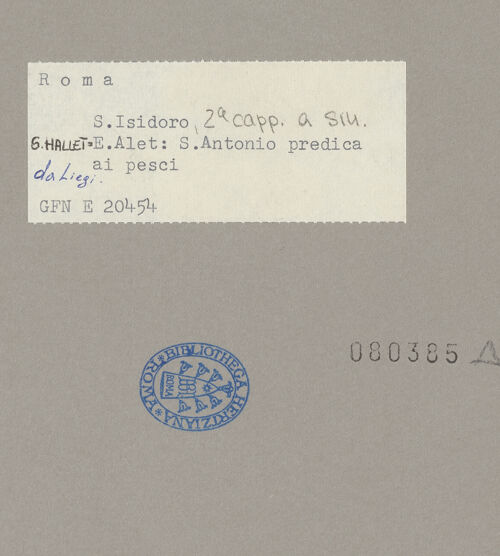 Roma
S.Isidoro, 2ª capp. a sin.
G.HALLET=E.Alet: S.Antonio predica
da Liegi. ai pesci
GFN E 20454
080385
*BIBLIOTHECA HERTZIANA*ROMA
ROMA